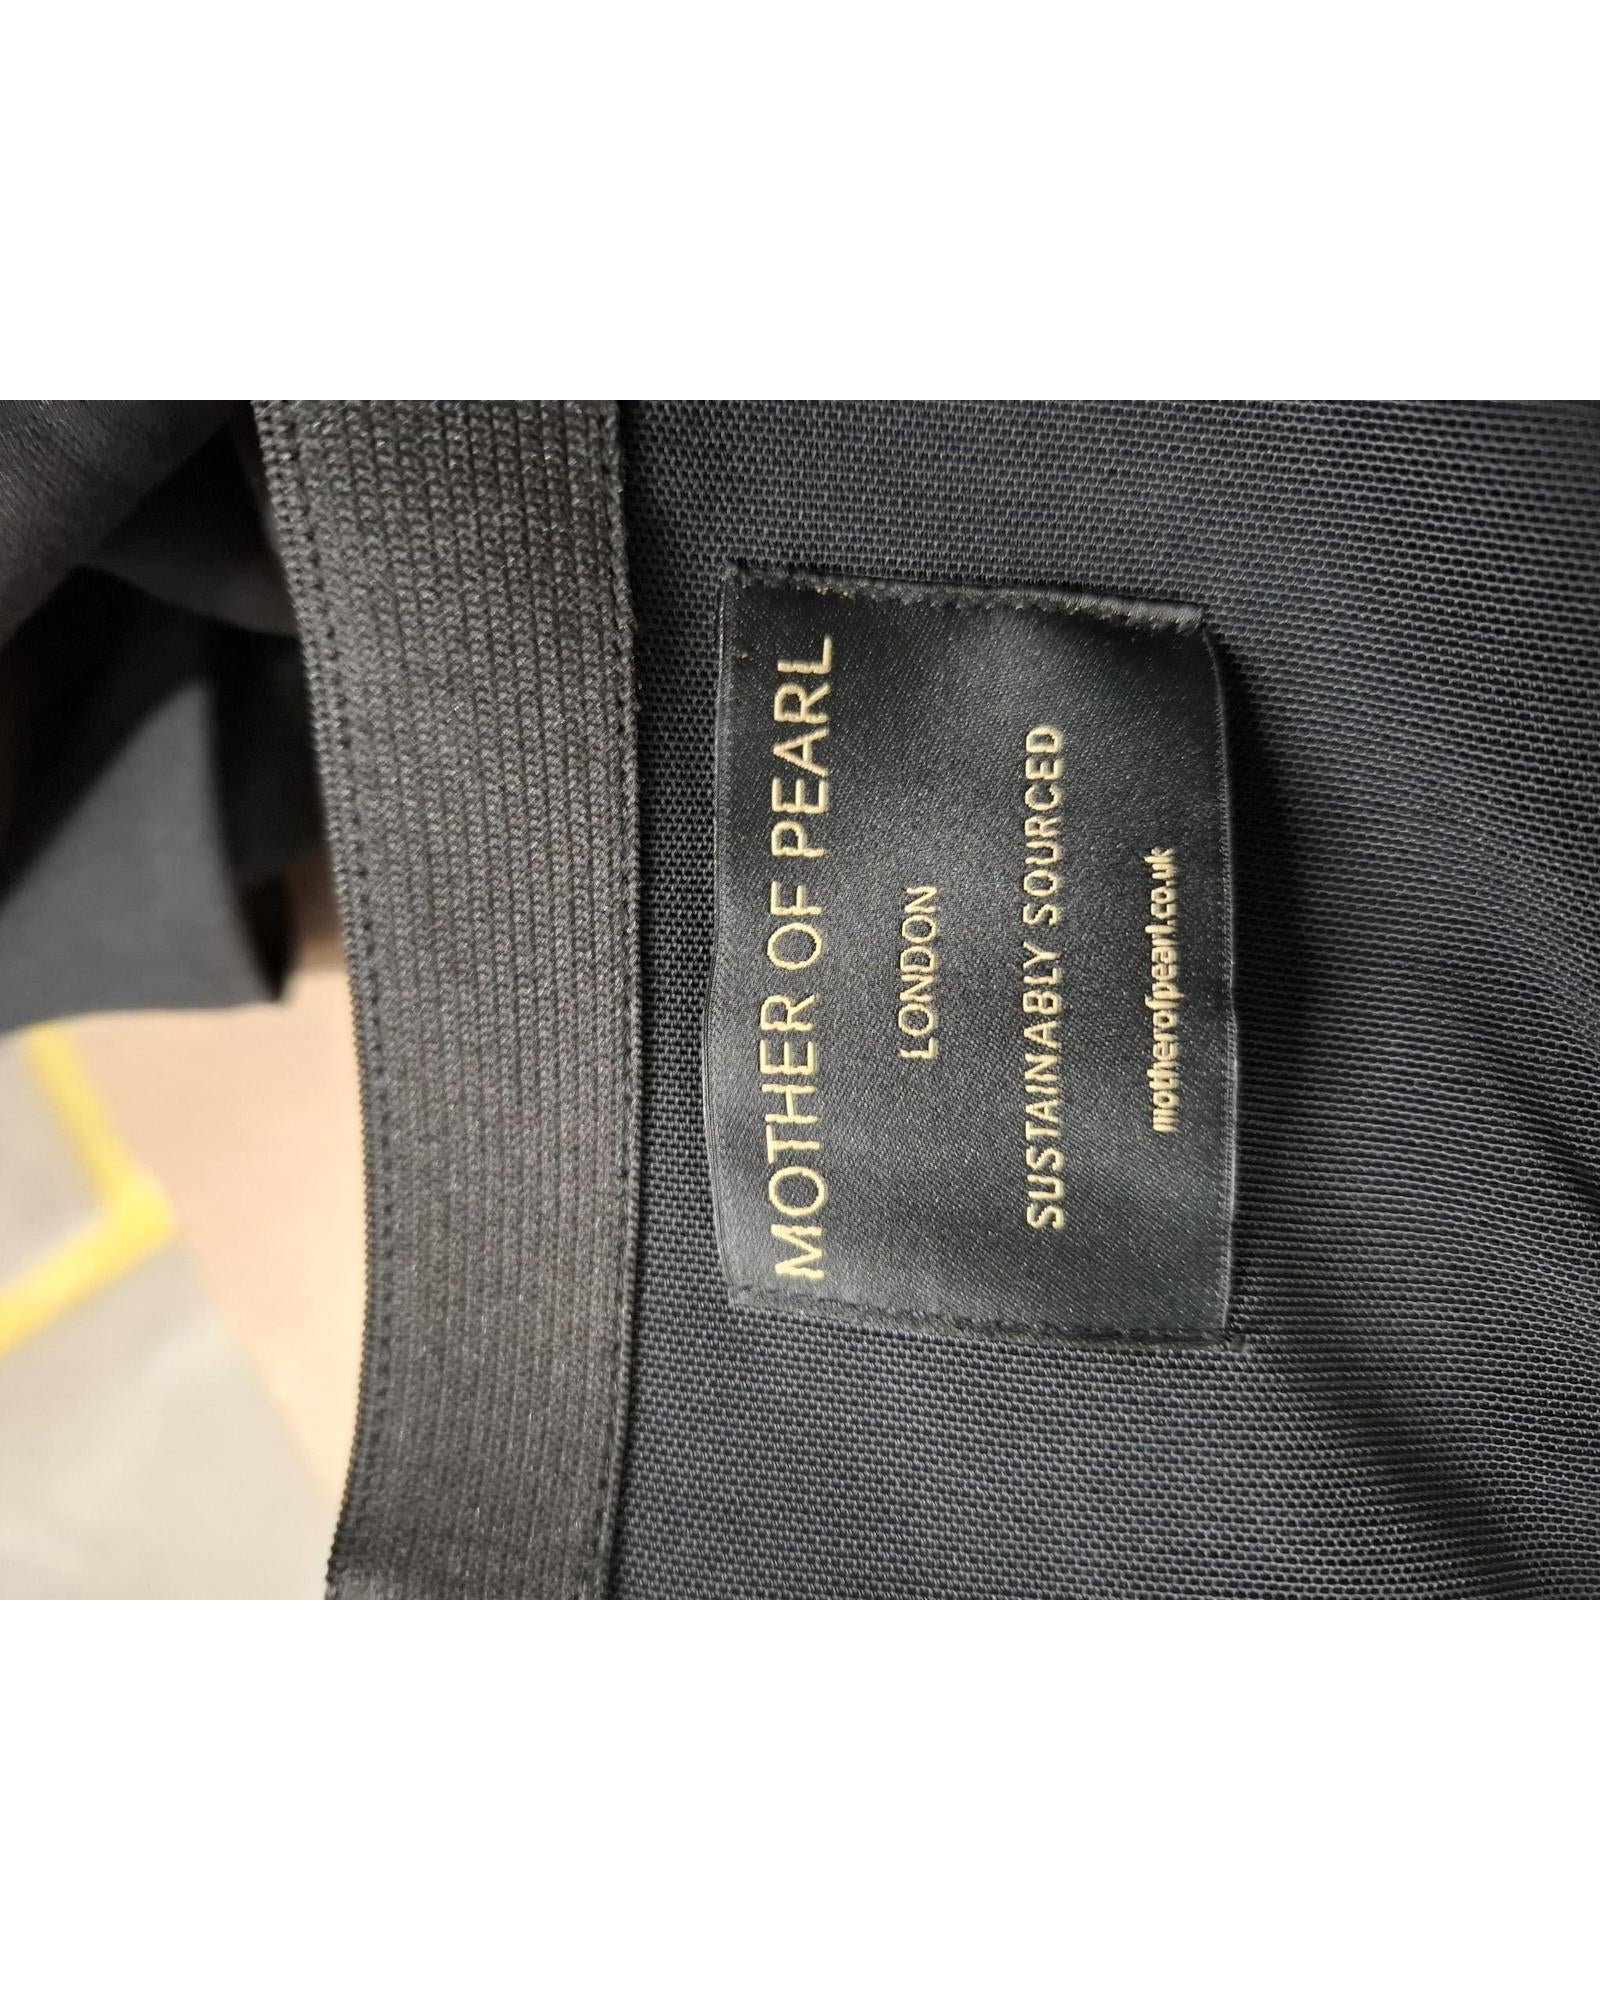 MOTHER OF PEARL
LONDON
SUSTAINABLY SOURCED
motherofpearl.co.uk